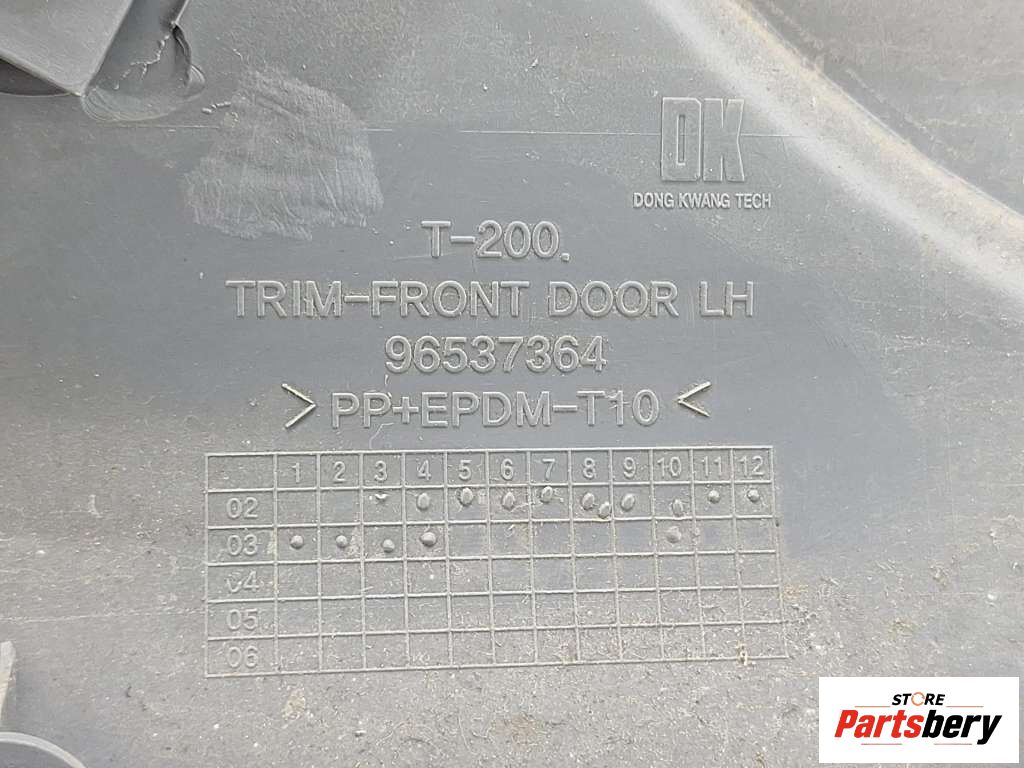 DK
DONG KWANG TECH
T-200.
TRIM-FRONT DOOR LH
96537364
>PP+EPDM-T10<
1 2 3 4 5 6 7 8 9 10 11 12
02
03
04
05
06
STORE
Partsbery